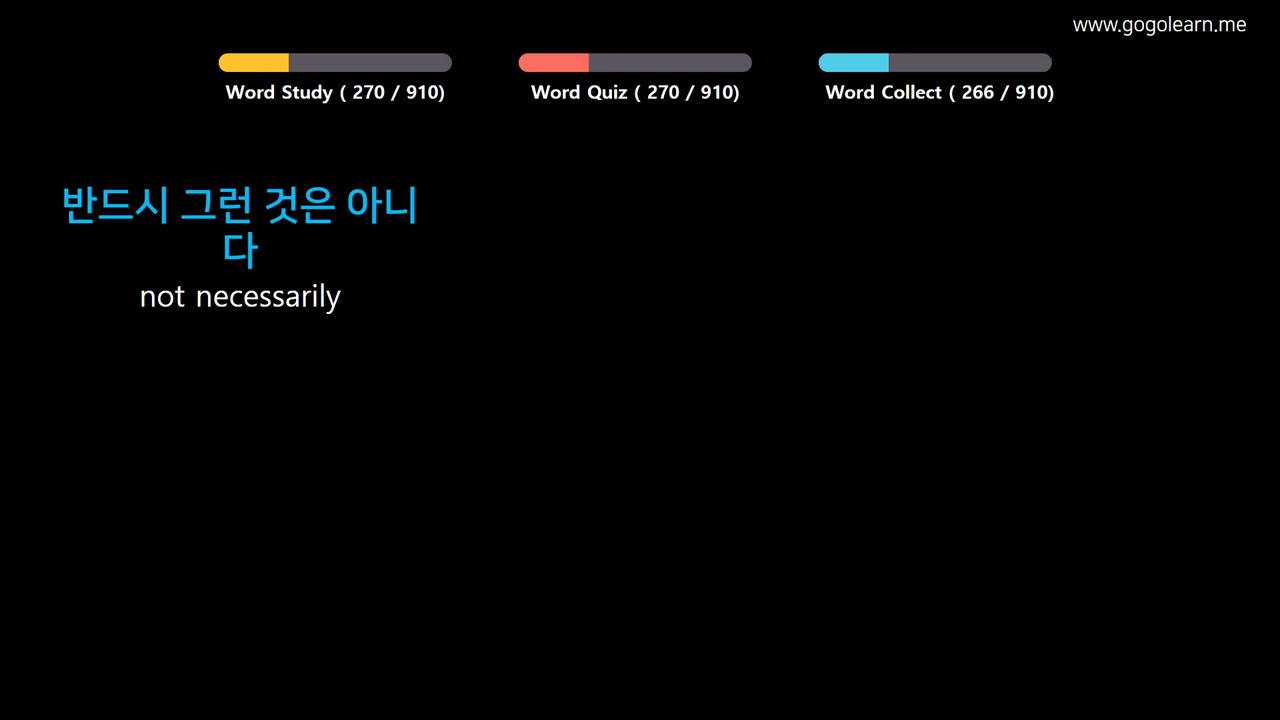 www.gogolearn.me
Word Study ( 270 / 910)
Word Quiz ( 270 / 910)
Word Collect ( 266 / 910)
반드시 그런 것은 아니
다
not necessarily